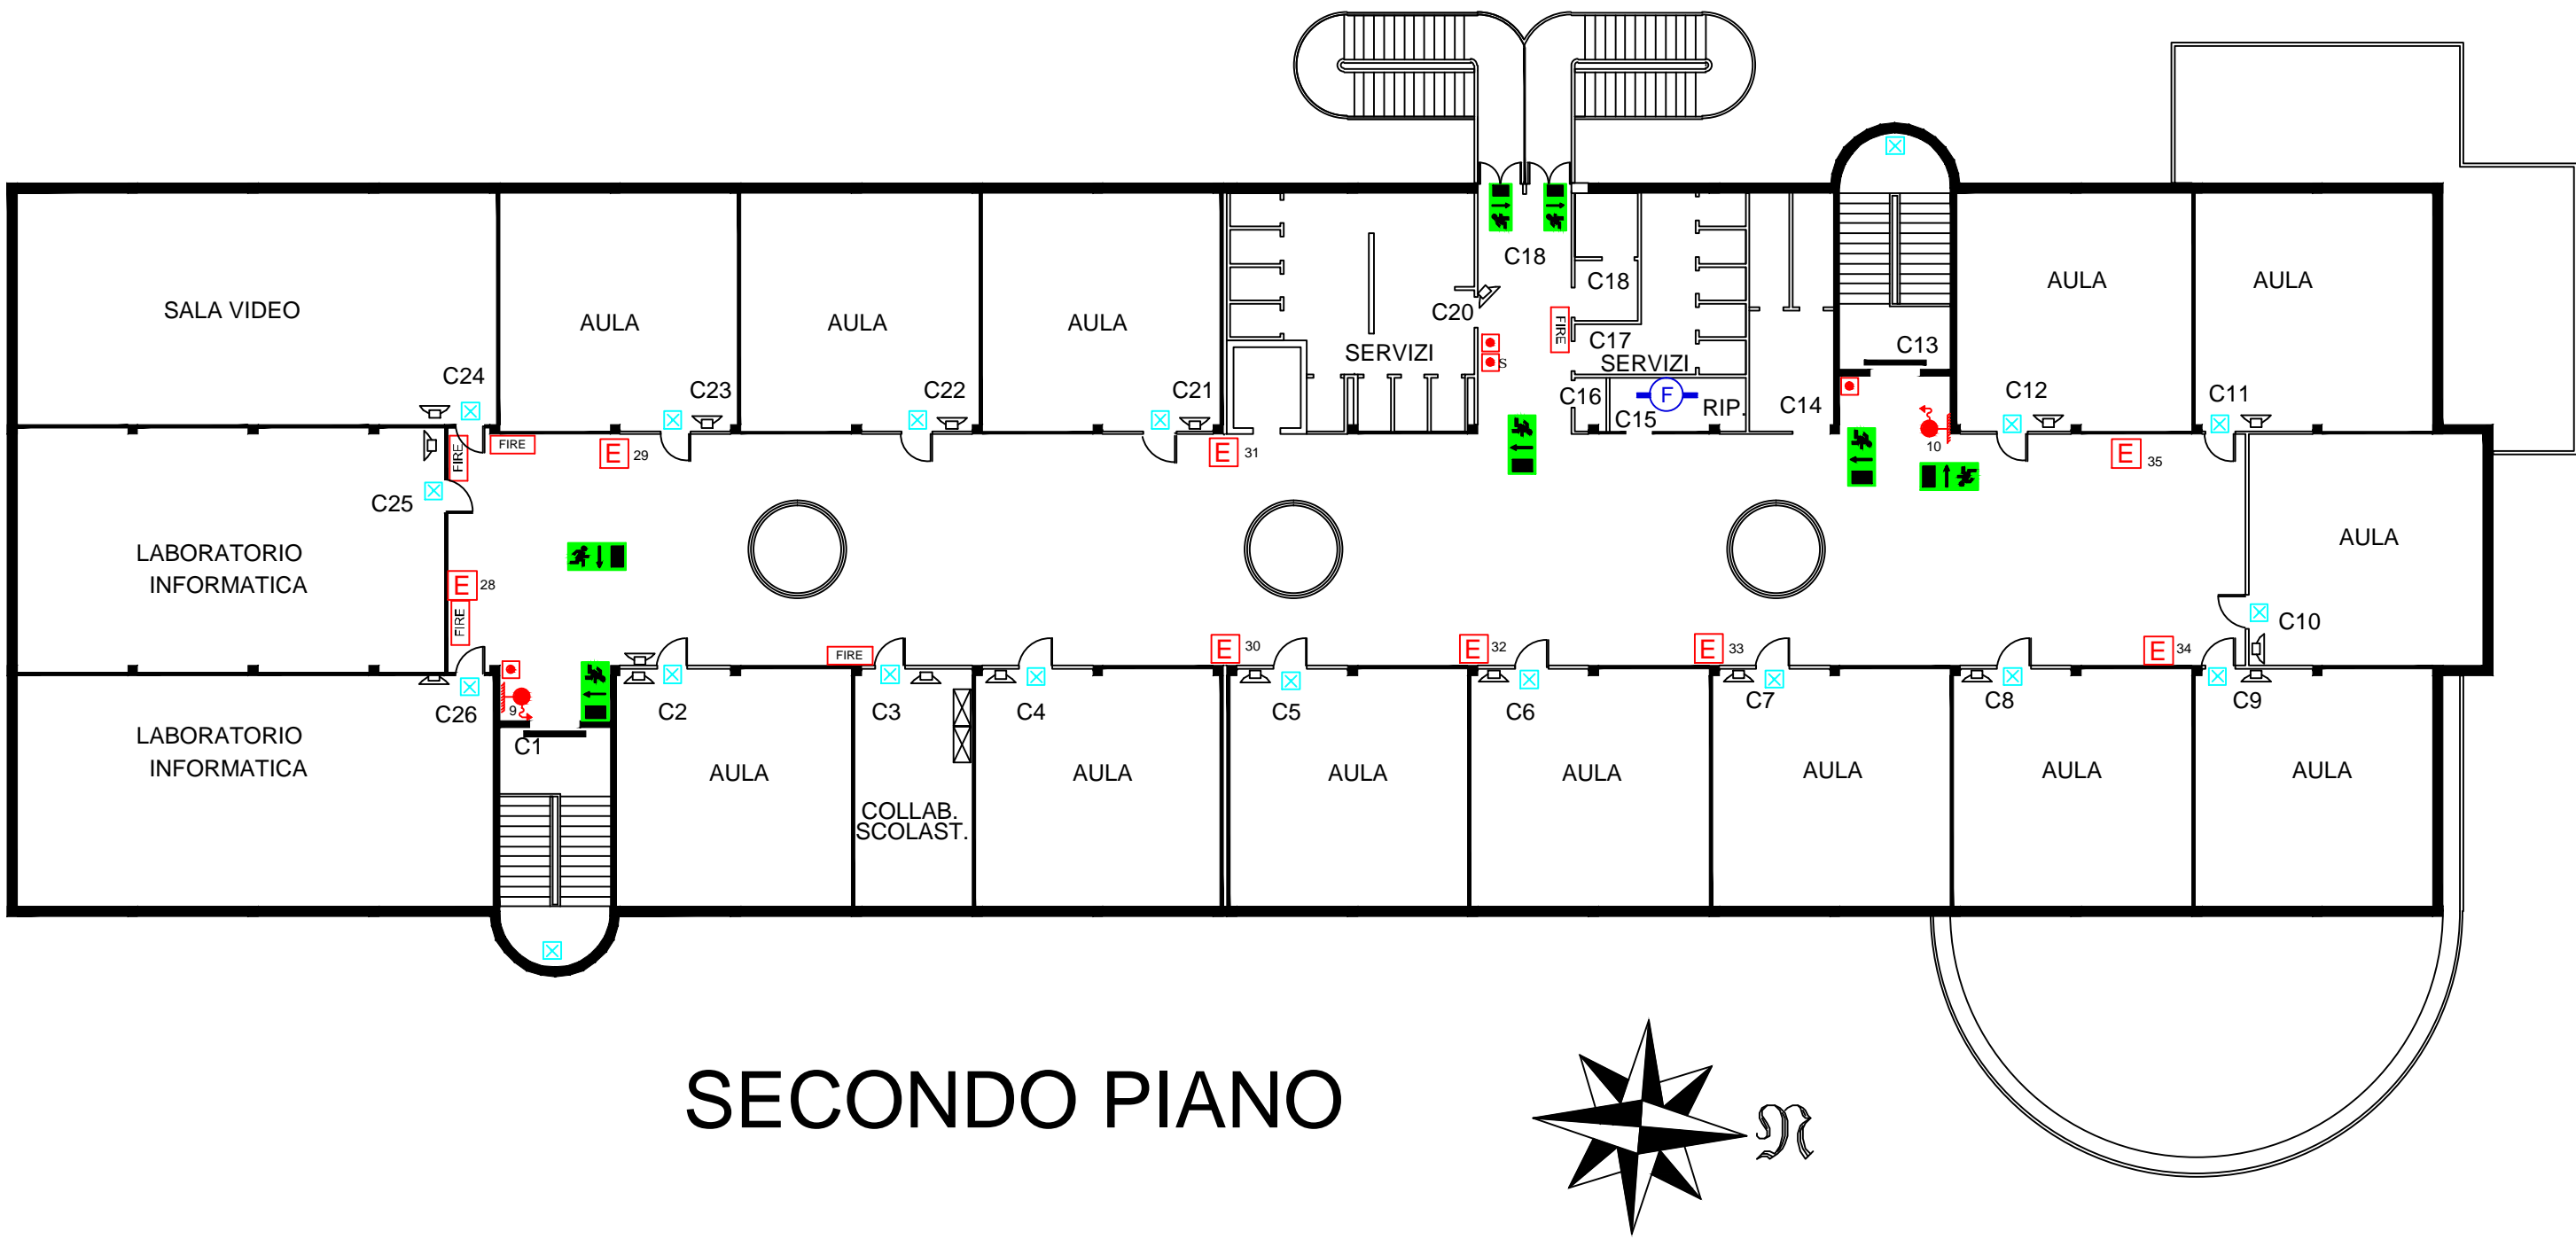 C18
C18
SALA VIDEO
AULA
AULA
AULA
AULA
AULA
C20
FIRE
C17
SERVIZI
SERVIZI
C13
S
C24
C23
C22
C21
C16
C15
F
RIP.
C14
C12
C11
FIRE
FIRE
E 29
E 31
10
E 35
C25
LABORATORIO
INFORMATICA
AULA
E 28
FIRE
C10
FIRE
E 30
E 32
E 33
E 34
C26
9
C1
C2
C3
C4
C5
C6
C7
C8
C9
LABORATORIO
INFORMATICA
AULA
COLLAB.
SCOLAST.
AULA
AULA
AULA
AULA
AULA
AULA
SECONDO PIANO
N